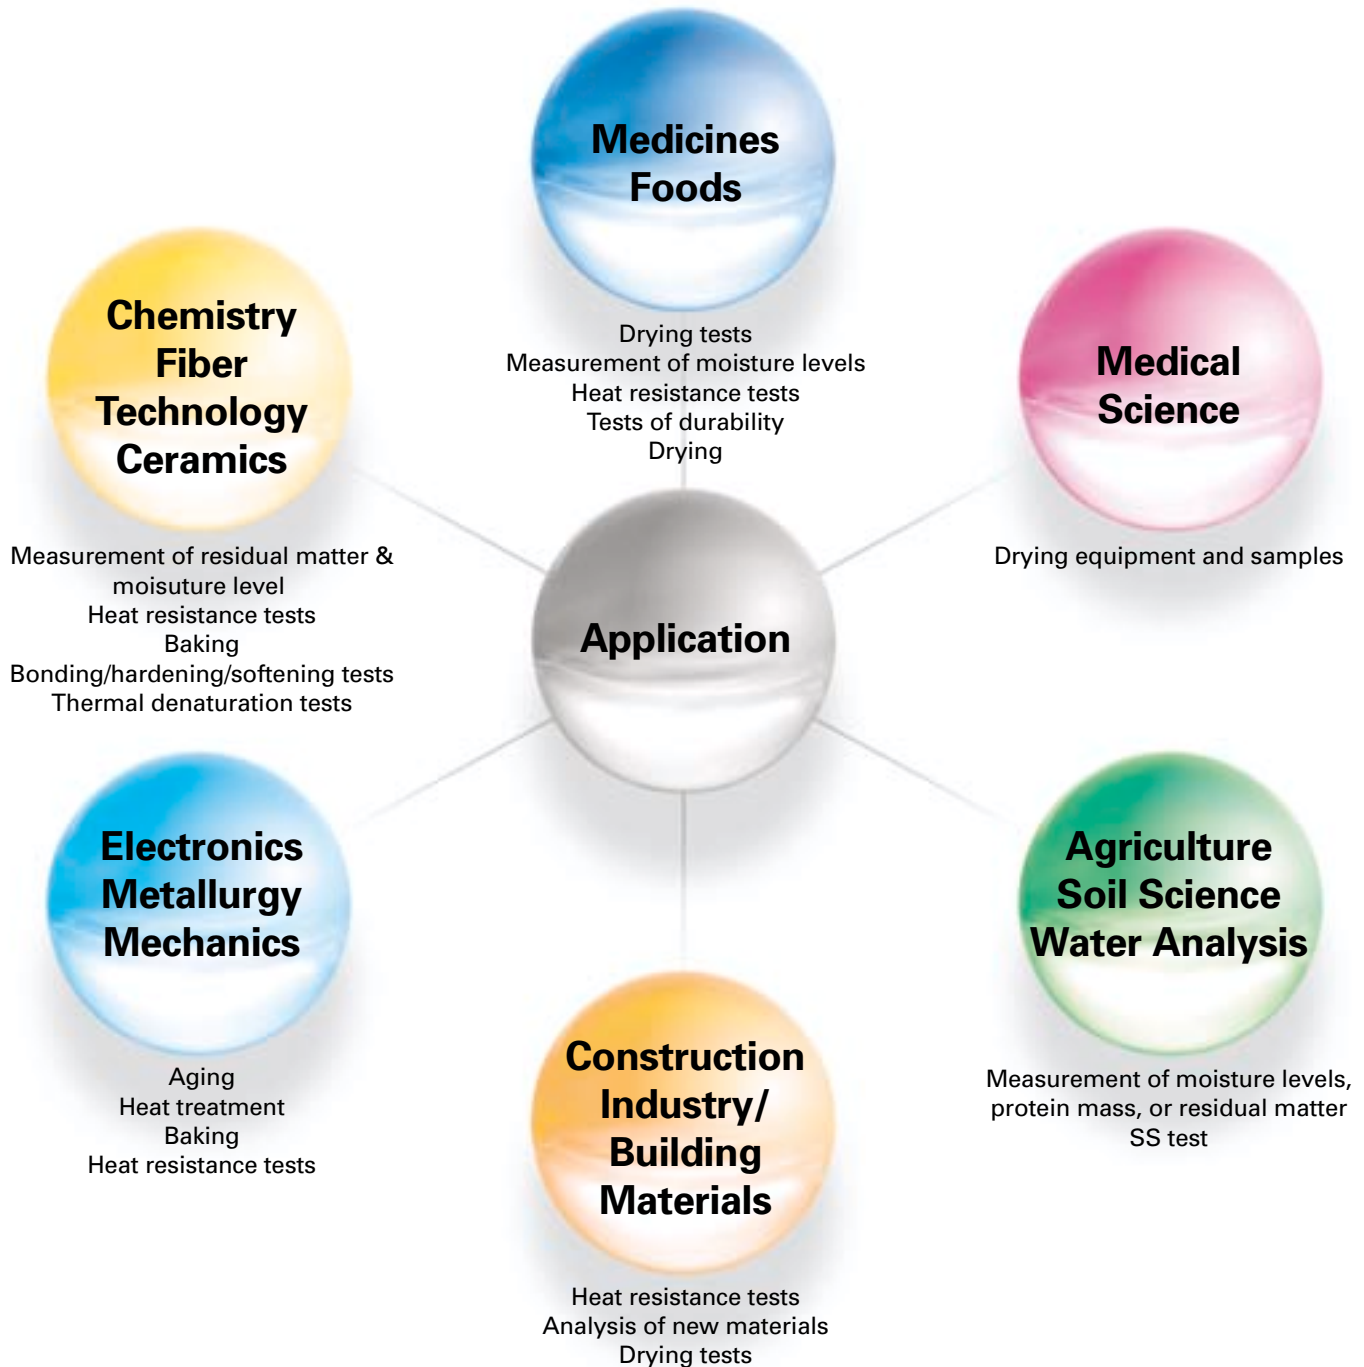 Medicines
Foods
Drying tests
Measurement of moisture levels
Heat resistance tests
Tests of durability
Drying
Chemistry
Fiber
Technology
Ceramics
Measurement of residual matter &
moisuture level
Heat resistance tests
Baking
Bonding/hardening/softening tests
Thermal denaturation tests
Medical
Science
Drying equipment and samples
Application
Electronics
Metallurgy
Mechanics
Aging
Heat treatment
Baking
Heat resistance tests
Agriculture
Soil Science
Water Analysis
Measurement of moisture levels,
protein mass, or residual matter
SS test
Construction
Industry/
Building
Materials
Heat resistance tests
Analysis of new materials
Drying tests